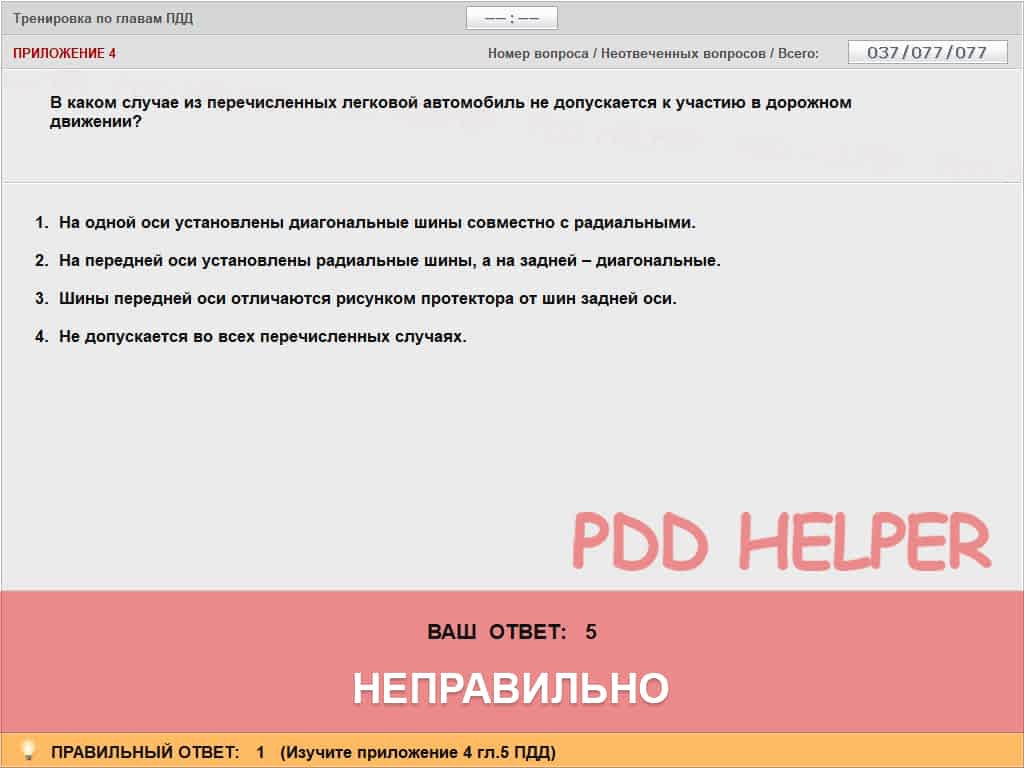 Тренировка по главам ПДД
—— : ——
ПРИЛОЖЕНИЕ 4
Номер вопроса / Неотвеченных вопросов / Всего:
037/077/077
В каком случае из перечисленных легковой автомобиль не допускается к участию в дорожном
движении?
1. На одной оси установлены диагональные шины совместно с радиальными.
2. На передней оси установлены радиальные шины, а на задней – диагональные.
3. Шины передней оси отличаются рисунком протектора от шин задней оси.
4. Не допускается во всех перечисленных случаях.
PDD HELPER
ВАШ ОТВЕТ: 5
НЕПРАВИЛЬНО
ПРАВИЛЬНЫЙ ОТВЕТ: 1 (Изучите приложение 4 гл.5 ПДД)